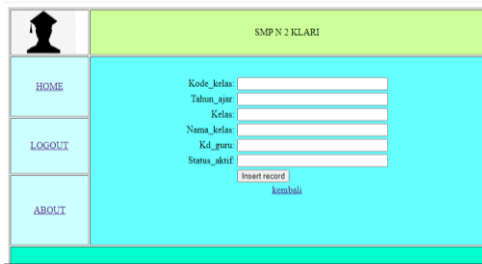 SMP N 2 KLARI
HOME
LOGOUT
ABOUT
Kode_kelas:
Tahun_ajar:
Kelas:
Nama_kelas:
Kd_guru:
Status_aktif:
Insert record
kembali